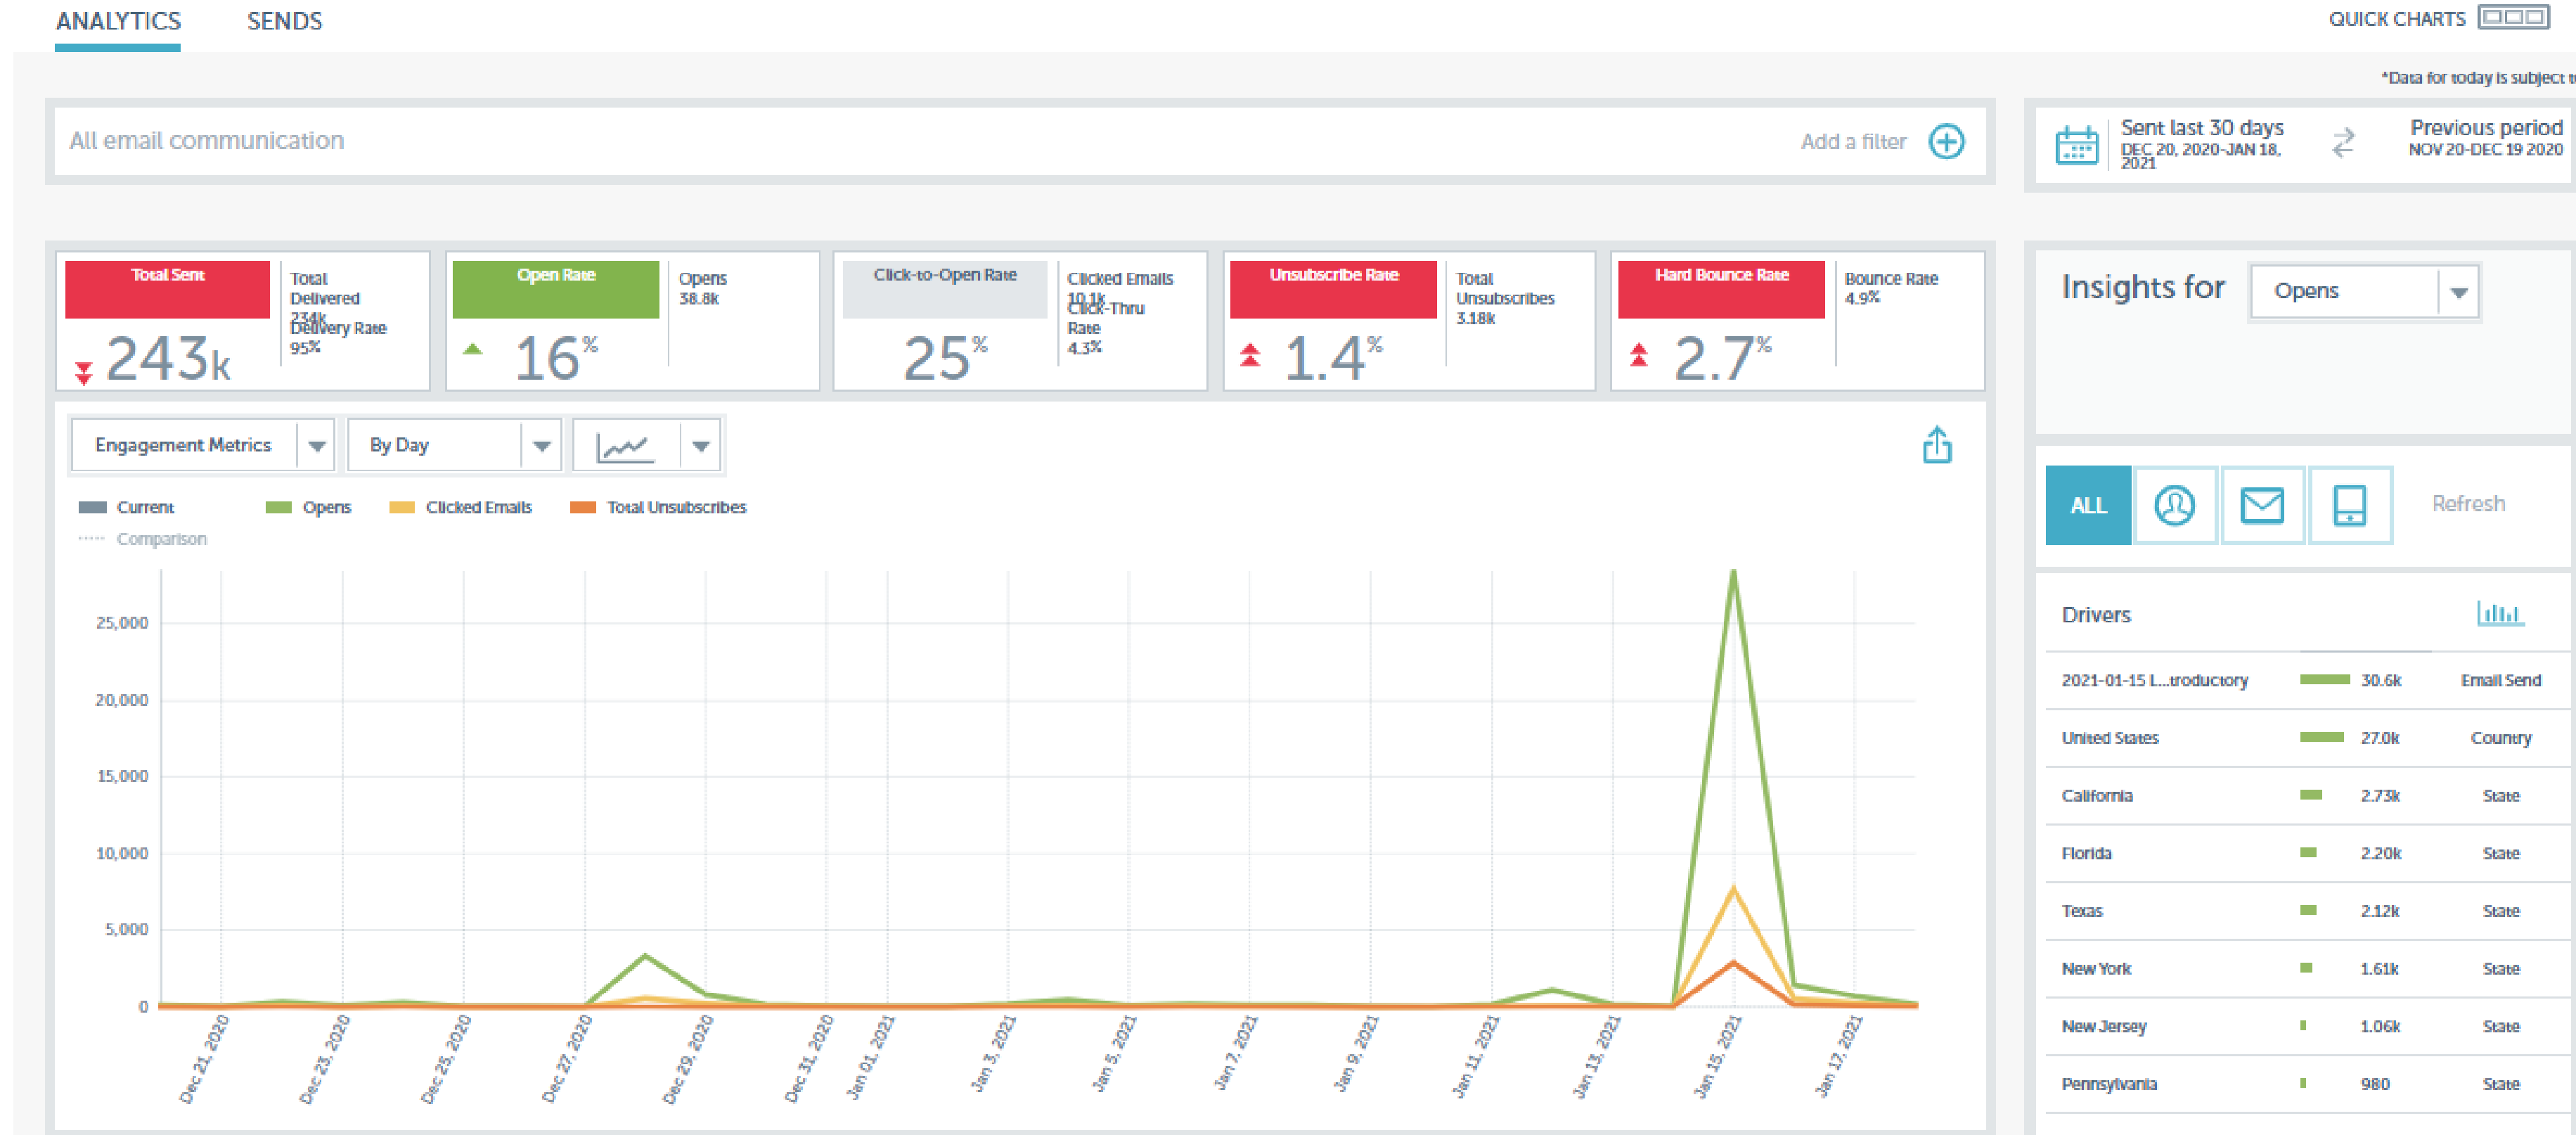 ANALYTICS
SENDS
QUICK CHARTS
*Data for today is subject t
All email communication
Add a filter
Sent last 30 days
DEC 20, 2020-JAN 18,
2021
Previous period
NOV 20-DEC 19 2020
Total Sent
243k
Total
Delivered
234k
Delivery Rate
95%
Open Rate
16%
Opens
38.8k
Click-to-Open Rate
25%
Clicked Emails
10.1k
Click-Thru
Rate
4.3%
Unsubscribe Rate
1.4%
Total
Unsubscribes
3.18k
Hard Bounce Rate
2.7%
Bounce Rate
4.9%
Insights for
Opens
Engagement Metrics
By Day
Current
Opens
Clicked Emails
Total Unsubscribes
Comparison
25,000
20,000
15,000
10,000
5,000
0
Dec 21, 2020
Dec 23, 2020
Dec 25, 2020
Dec 27, 2020
Dec 29, 2020
Dec 31, 2020
Jan 01, 2021
Jan 3, 2021
Jan 5, 2021
Jan 7, 2021
Jan 9, 2021
Jan 11, 2021
Jan 13, 2021
Jan 15, 2021
Jan 17, 2021
ALL
Refresh
Drivers
2021-01-15 L...troductory 30.6k Email Send
United States 27.0k Country
California 2.73k State
Florida 2.20k State
Texas 2.12k State
New York 1.61k State
New Jersey 1.06k State
Pennsylvania 980 State